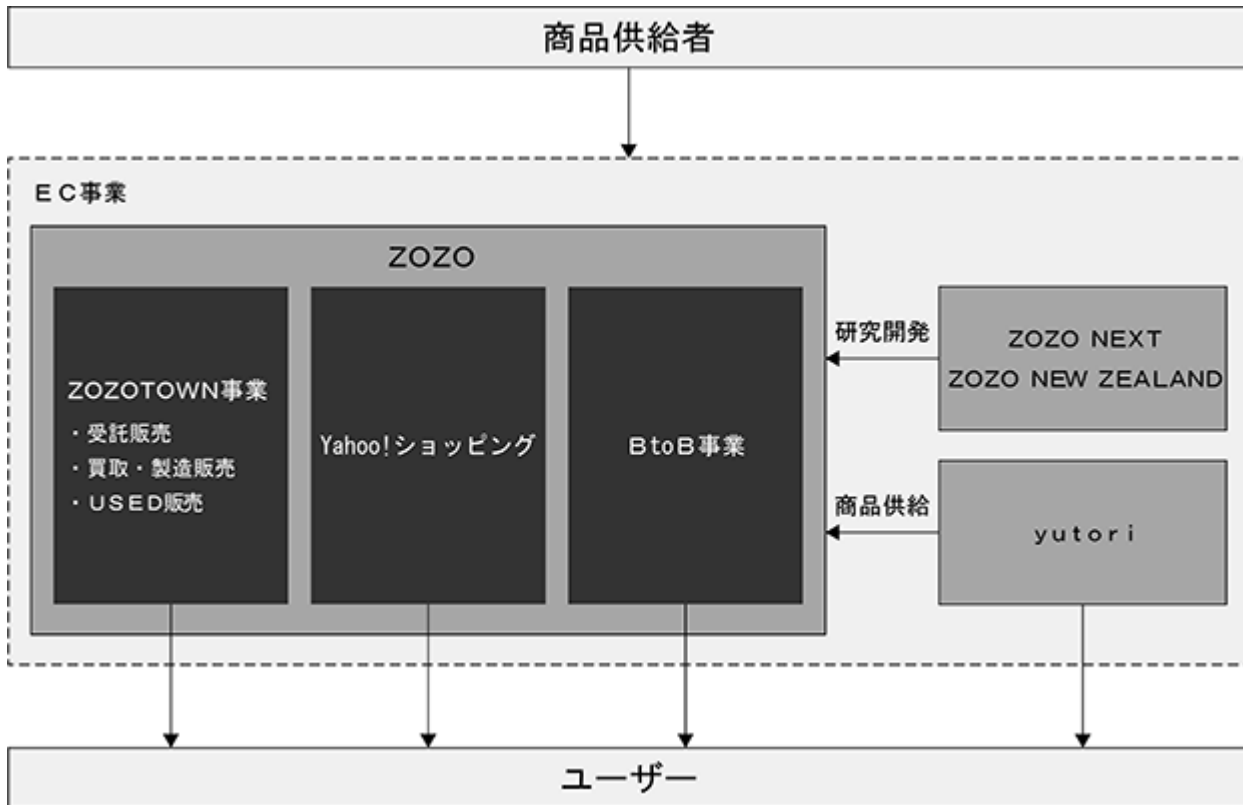 商品供給者
ＥＣ事業
ＺＯＺＯ
ＺＯＺＯＴＯＷＮ事業
・受託販売
・買取・製造販売
・ＵＳＥＤ販売
Yahoo!ショッピング
ＢtoＢ事業
研究開発
ＺＯＺＯ ＮＥＸＴ
ＺＯＺＯ ＮＥＷ ＺＥＡＬＡＮＤ
商品供給
ｙｕｔｏｒｉ
ユーザー